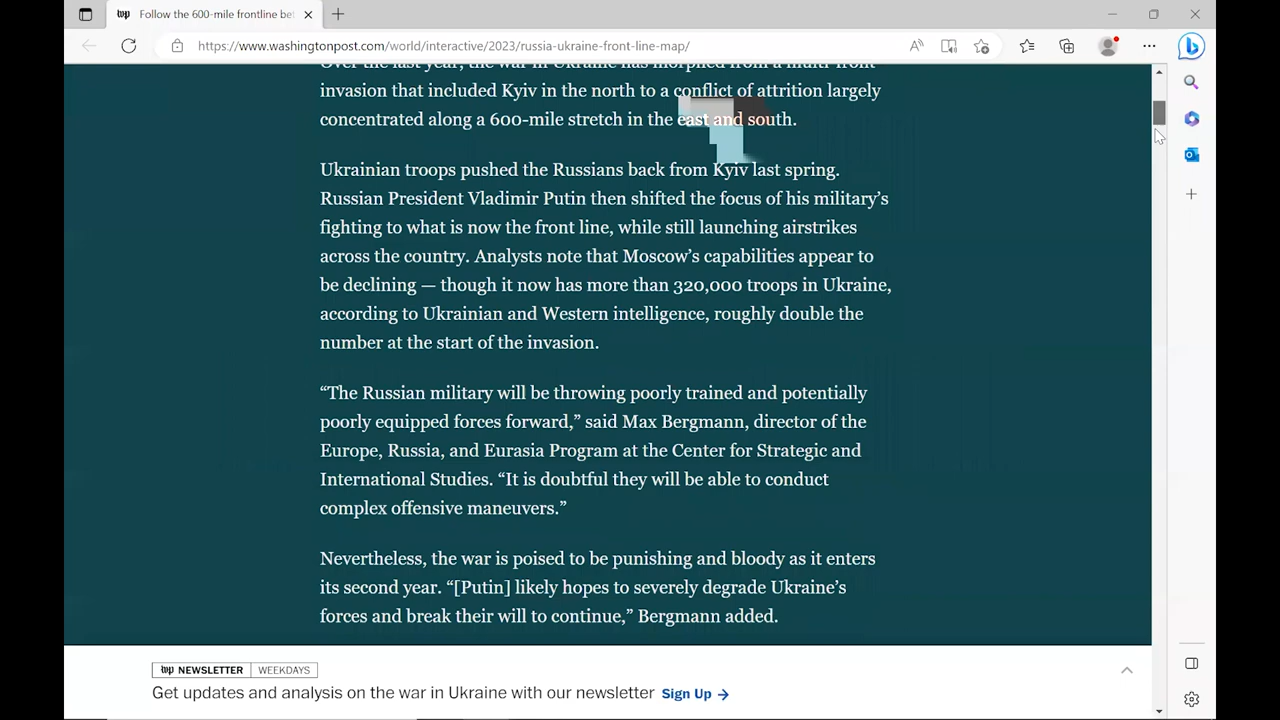 Follow the 600-mile frontline bet
https://www.washingtonpost.com/world/interactive/2023/russia-ukraine-front-line-map/
Over the last year, the war in Ukraine has morphed from a multi-front
invasion that included Kyiv in the north to a conflict of attrition largely
concentrated along a 600-mile stretch in the east and south.
Ukrainian troops pushed the Russians back from Kyiv last spring.
Russian President Vladimir Putin then shifted the focus of his military’s
fighting to what is now the front line, while still launching airstrikes
across the country. Analysts note that Moscow’s capabilities appear to
be declining — though it now has more than 320,000 troops in Ukraine,
according to Ukrainian and Western intelligence, roughly double the
number at the start of the invasion.
“The Russian military will be throwing poorly trained and potentially
poorly equipped forces forward,” said Max Bergmann, director of the
Europe, Russia, and Eurasia Program at the Center for Strategic and
International Studies. “It is doubtful they will be able to conduct
complex offensive maneuvers.”
Nevertheless, the war is poised to be punishing and bloody as it enters
its second year. “[Putin] likely hopes to severely degrade Ukraine’s
forces and break their will to continue,” Bergmann added.
wp NEWSLETTER WEEKDAYS
Get updates and analysis on the war in Ukraine with our newsletter Sign Up →